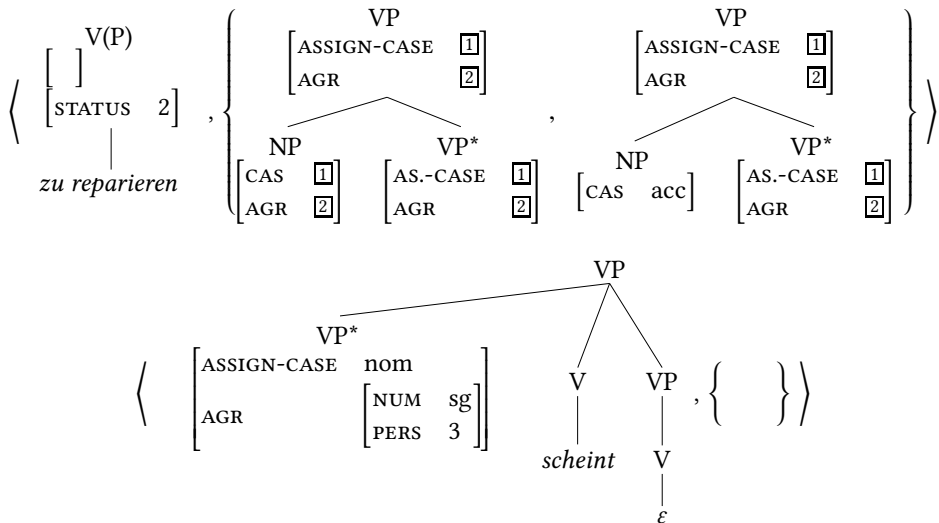 V(P) VP VP
[ ] [ASSIGN-CASE 1] [ASSIGN-CASE 1]
[STATUS 2] [AGR 2] [AGR 2]
⟨ , { , } ⟩
zu reparieren NP VP* NP VP*
[CAS 1] [AS.-CASE 1] [CAS acc] [AS.-CASE 1]
[AGR 2] [AGR 2] [AGR 2]
VP
VP*
⟨ [ASSIGN-CASE nom] V VP , { } ⟩
[AGR [NUM sg]
[PERS 3]]
scheint V
ε